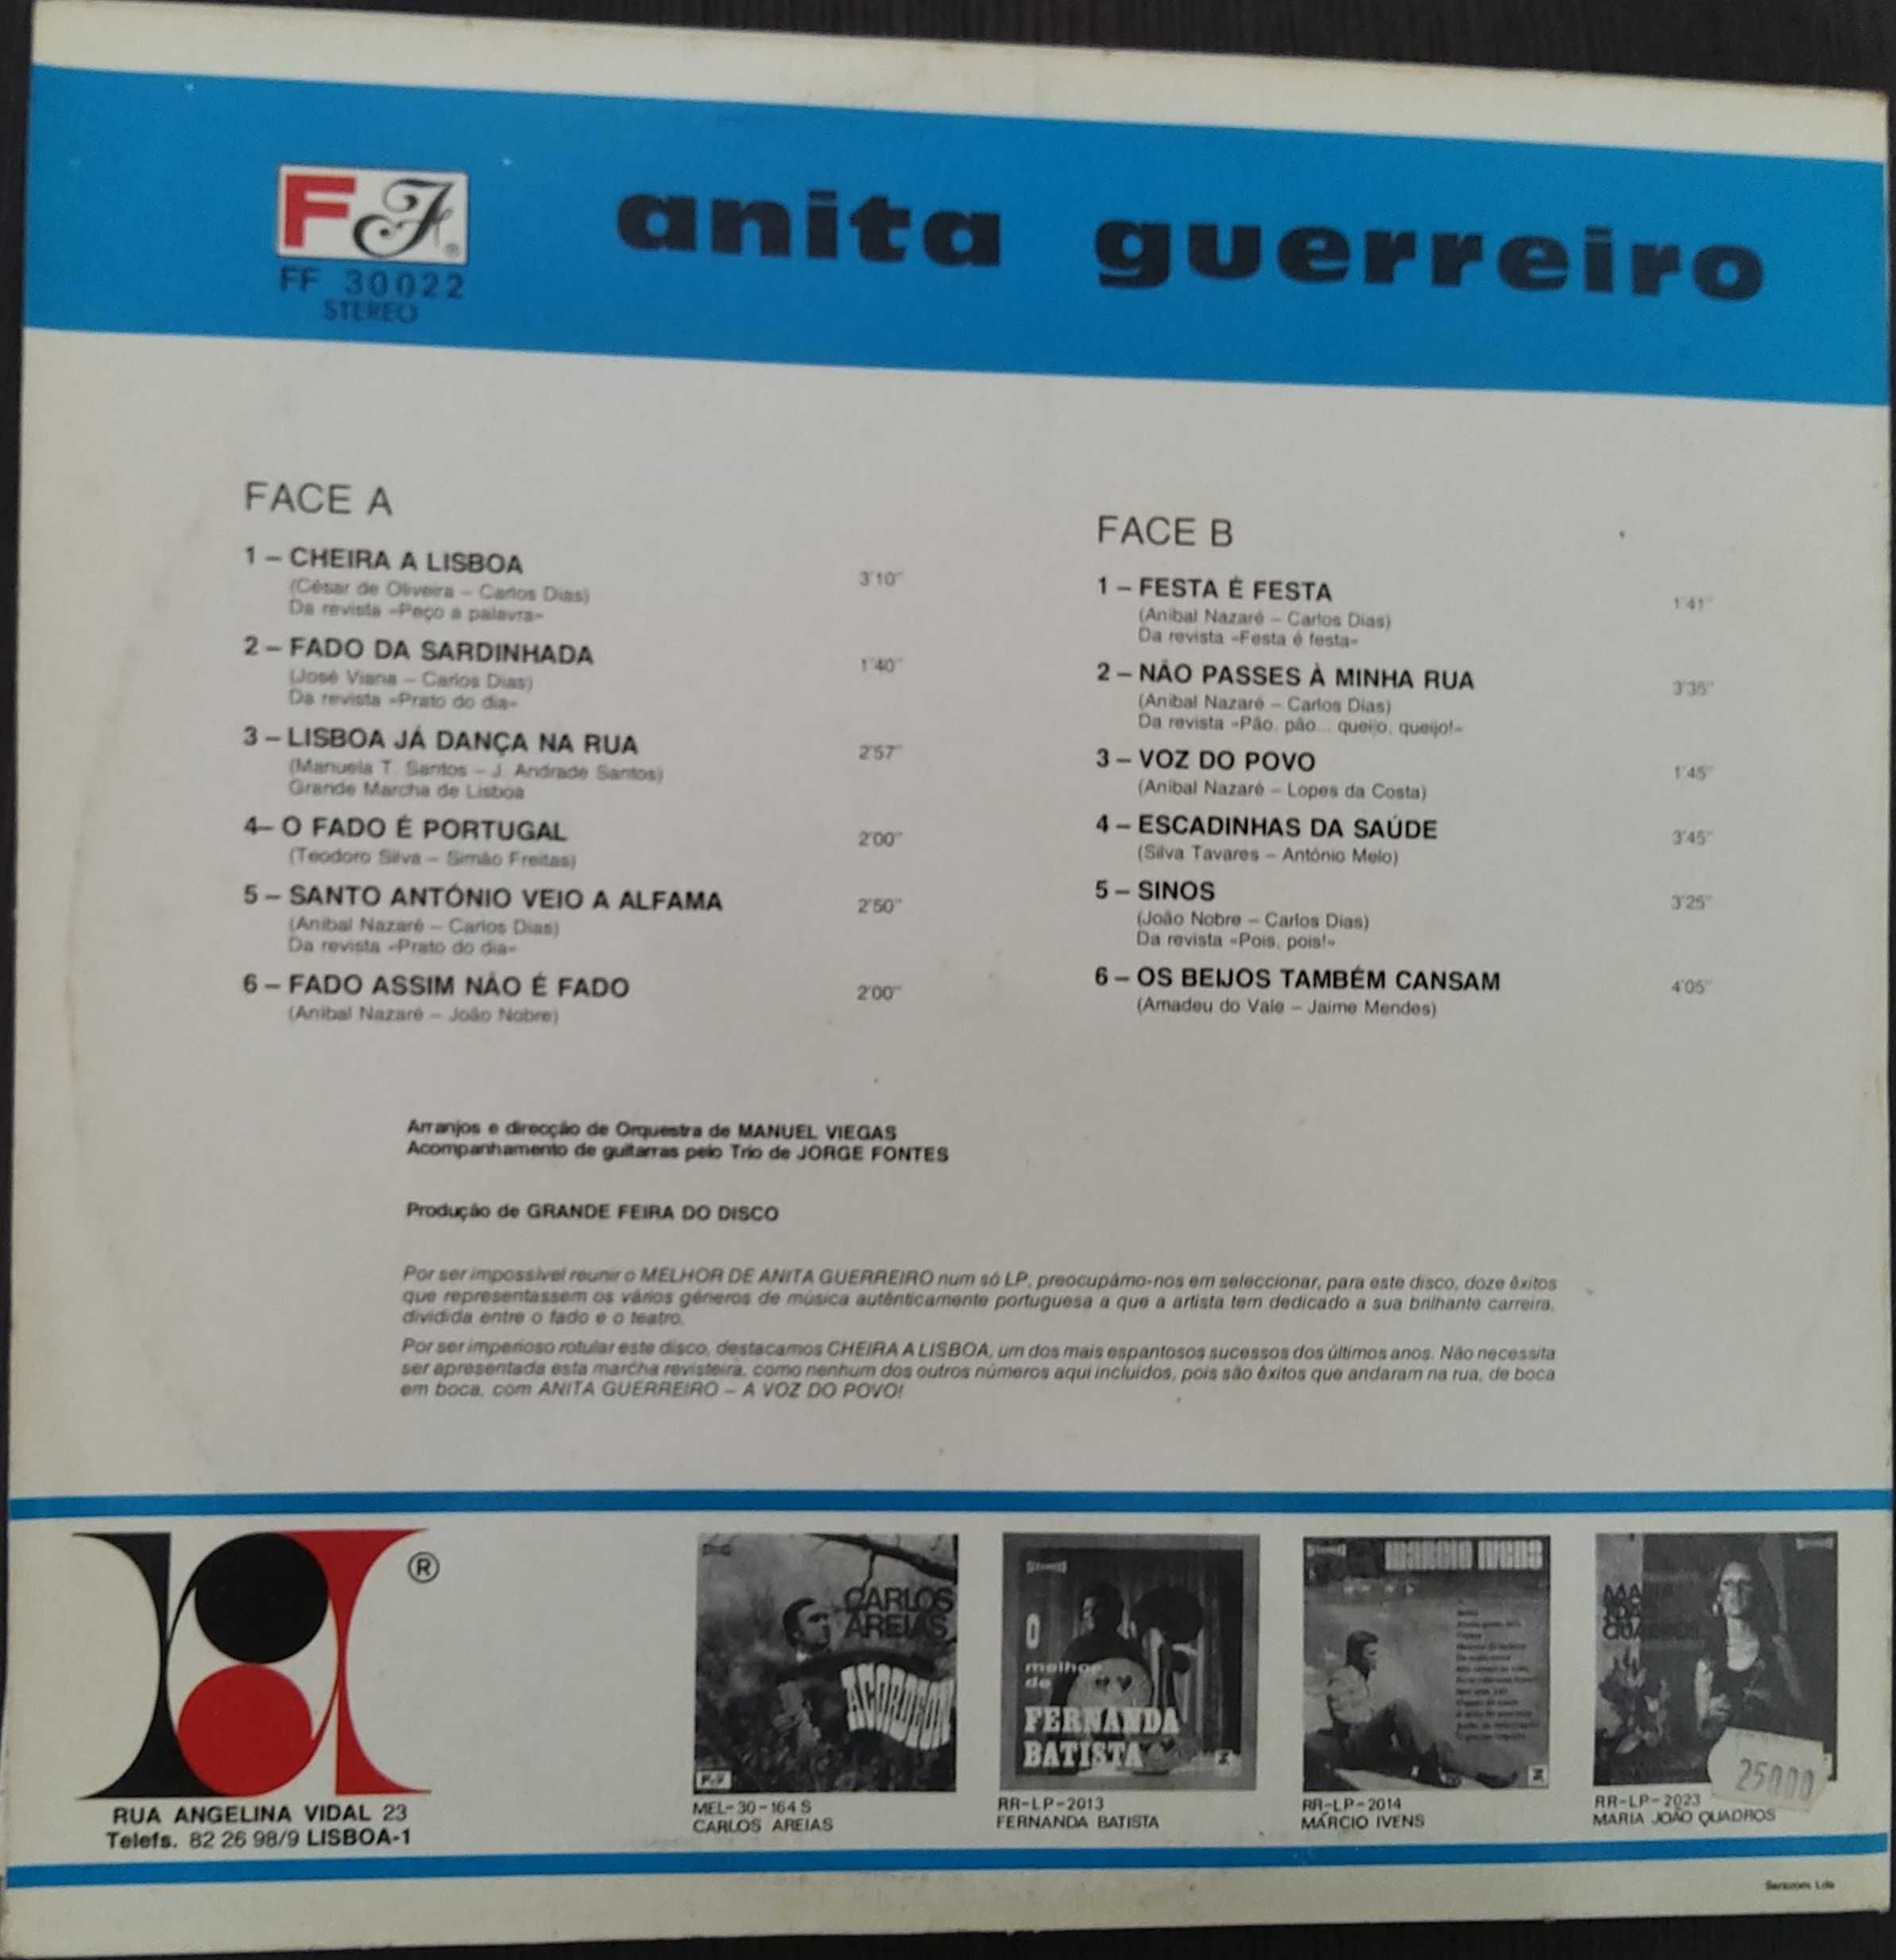 FF®
FF 30022
STEREO
anita guerreiro
FACE A
1 – CHEIRA A LISBOA 3'10"
(César de Oliveira – Carlos Dias)
Da revista «Peço a palavra»
2 – FADO DA SARDINHADA 1'40"
(José Viana – Carlos Dias)
Da revista «Prato do dia»
3 – LISBOA JÁ DANÇA NA RUA 2'57"
(Manuela T. Santos – J. Andrade Santos)
Grande Marcha de Lisboa
4– O FADO É PORTUGAL 2'00"
(Teodoro Silva – Simão Freitas)
5 – SANTO ANTÓNIO VEIO A ALFAMA 2'50"
(Aníbal Nazaré – Carlos Dias)
Da revista «Prato do dia»
6 – FADO ASSIM NÃO É FADO 2'00"
(Aníbal Nazaré – João Nobre)
FACE B
1 – FESTA É FESTA 1'41"
(Aníbal Nazaré – Carlos Dias)
Da revista «Festa é festa»
2 – NÃO PASSES À MINHA RUA 3'35"
(Aníbal Nazaré – Carlos Dias)
Da revista «Pão, pão... queijo, queijo!»
3 – VOZ DO POVO 1'45"
(Aníbal Nazaré – Lopes da Costa)
4 – ESCADINHAS DA SAÚDE 3'45"
(Silva Tavares – António Melo)
5 – SINOS 3'25"
(João Nobre – Carlos Dias)
Da revista «Pois, pois!»
6 – OS BEIJOS TAMBÉM CANSAM 4'05"
(Amadeu do Vale – Jaime Mendes)
Arranjos e direcção de Orquestra de MANUEL VIEGAS
Acompanhamento de guitarras pelo Trio de JORGE FONTES
Produção de GRANDE FEIRA DO DISCO
Por ser impossível reunir o MELHOR DE ANITA GUERREIRO num só LP, preocupámo-nos em seleccionar, para este disco, doze êxitos
que representassem os vários géneros de música autênticamente portuguesa a que a artista tem dedicado a sua brilhante carreira,
dividida entre o fado e o teatro.
Por ser imperioso rotular este disco, destacamos CHEIRA A LISBOA, um dos mais espantosos sucessos dos últimos anos. Não necessita
ser apresentada esta marcha revisteira, como nenhum dos outros números aqui incluídos, pois são êxitos que andaram na rua, de boca
em boca, com ANITA GUERREIRO – A VOZ DO POVO!
®
RUA ANGELINA VIDAL 23
Telefs. 82 26 98/9 LISBOA-1
CARLOS
AREIAS
ACORDEON
MEL-30-164 S
CARLOS AREIAS
O
melhor
de
FERNANDA
BATISTA
RR-LP-2013
FERNANDA BATISTA
MARCIO IVENS
RR-LP-2014
MÁRCIO IVENS
MARIA
JOÃO
QUADROS
25000
RR-LP-2023
MARIA JOÃO QUADROS